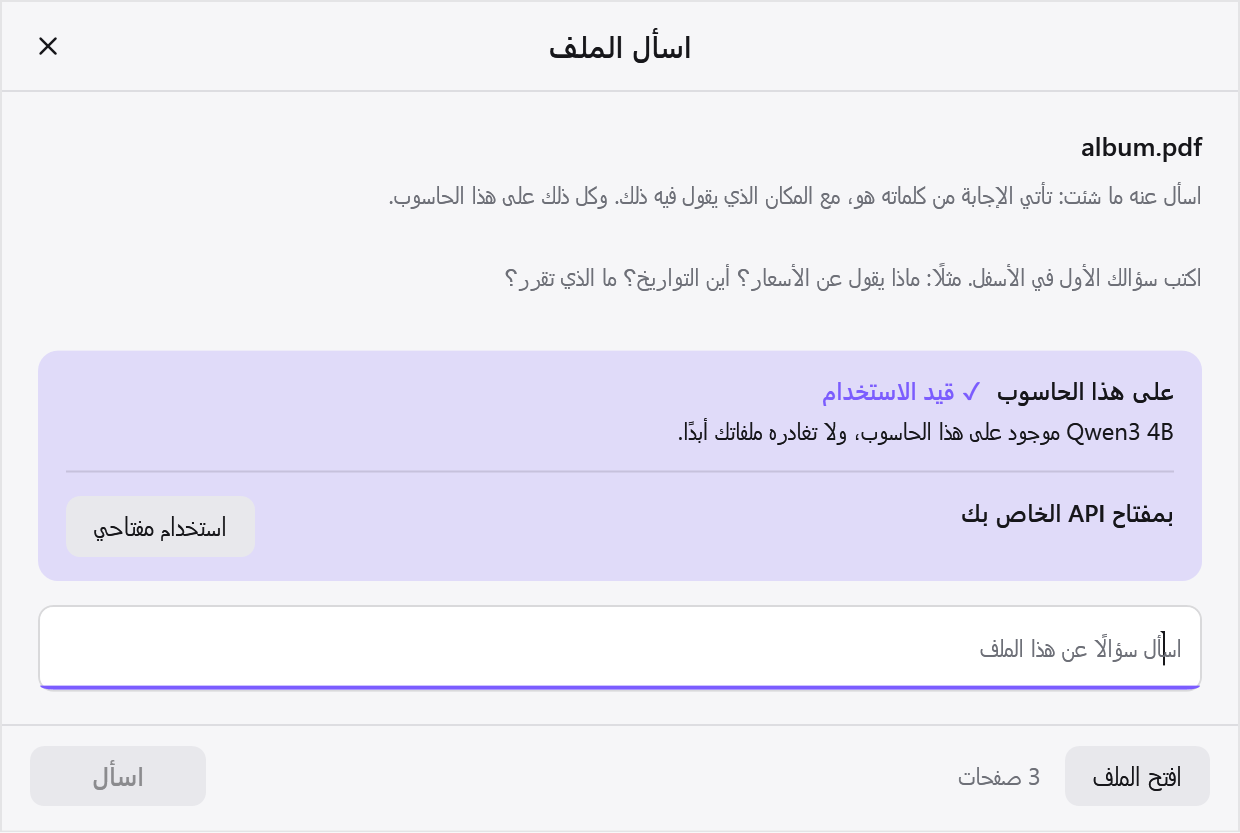 اسأل الملف
album.pdf
اسأل عنه ما شئت: تأتي الإجابة من كلماته هو، مع المكان الذي يقول فيه ذلك. وكل ذلك على هذا الحاسوب.
اكتب سؤالك الأول في الأسفل. مثلًا: ماذا يقول عن الأسعار؟ أين التواريخ؟ ما الذي تقرر؟
على هذا الحاسوب ✓ قيد الاستخدام
Qwen3 4B موجود على هذا الحاسوب، ولا تغادره ملفاتك أبدًا.
بمفتاح API الخاص بك
استخدام مفتاحي
اسأل سؤالًا عن هذا الملف
افتح الملف
3 صفحات
اسأل